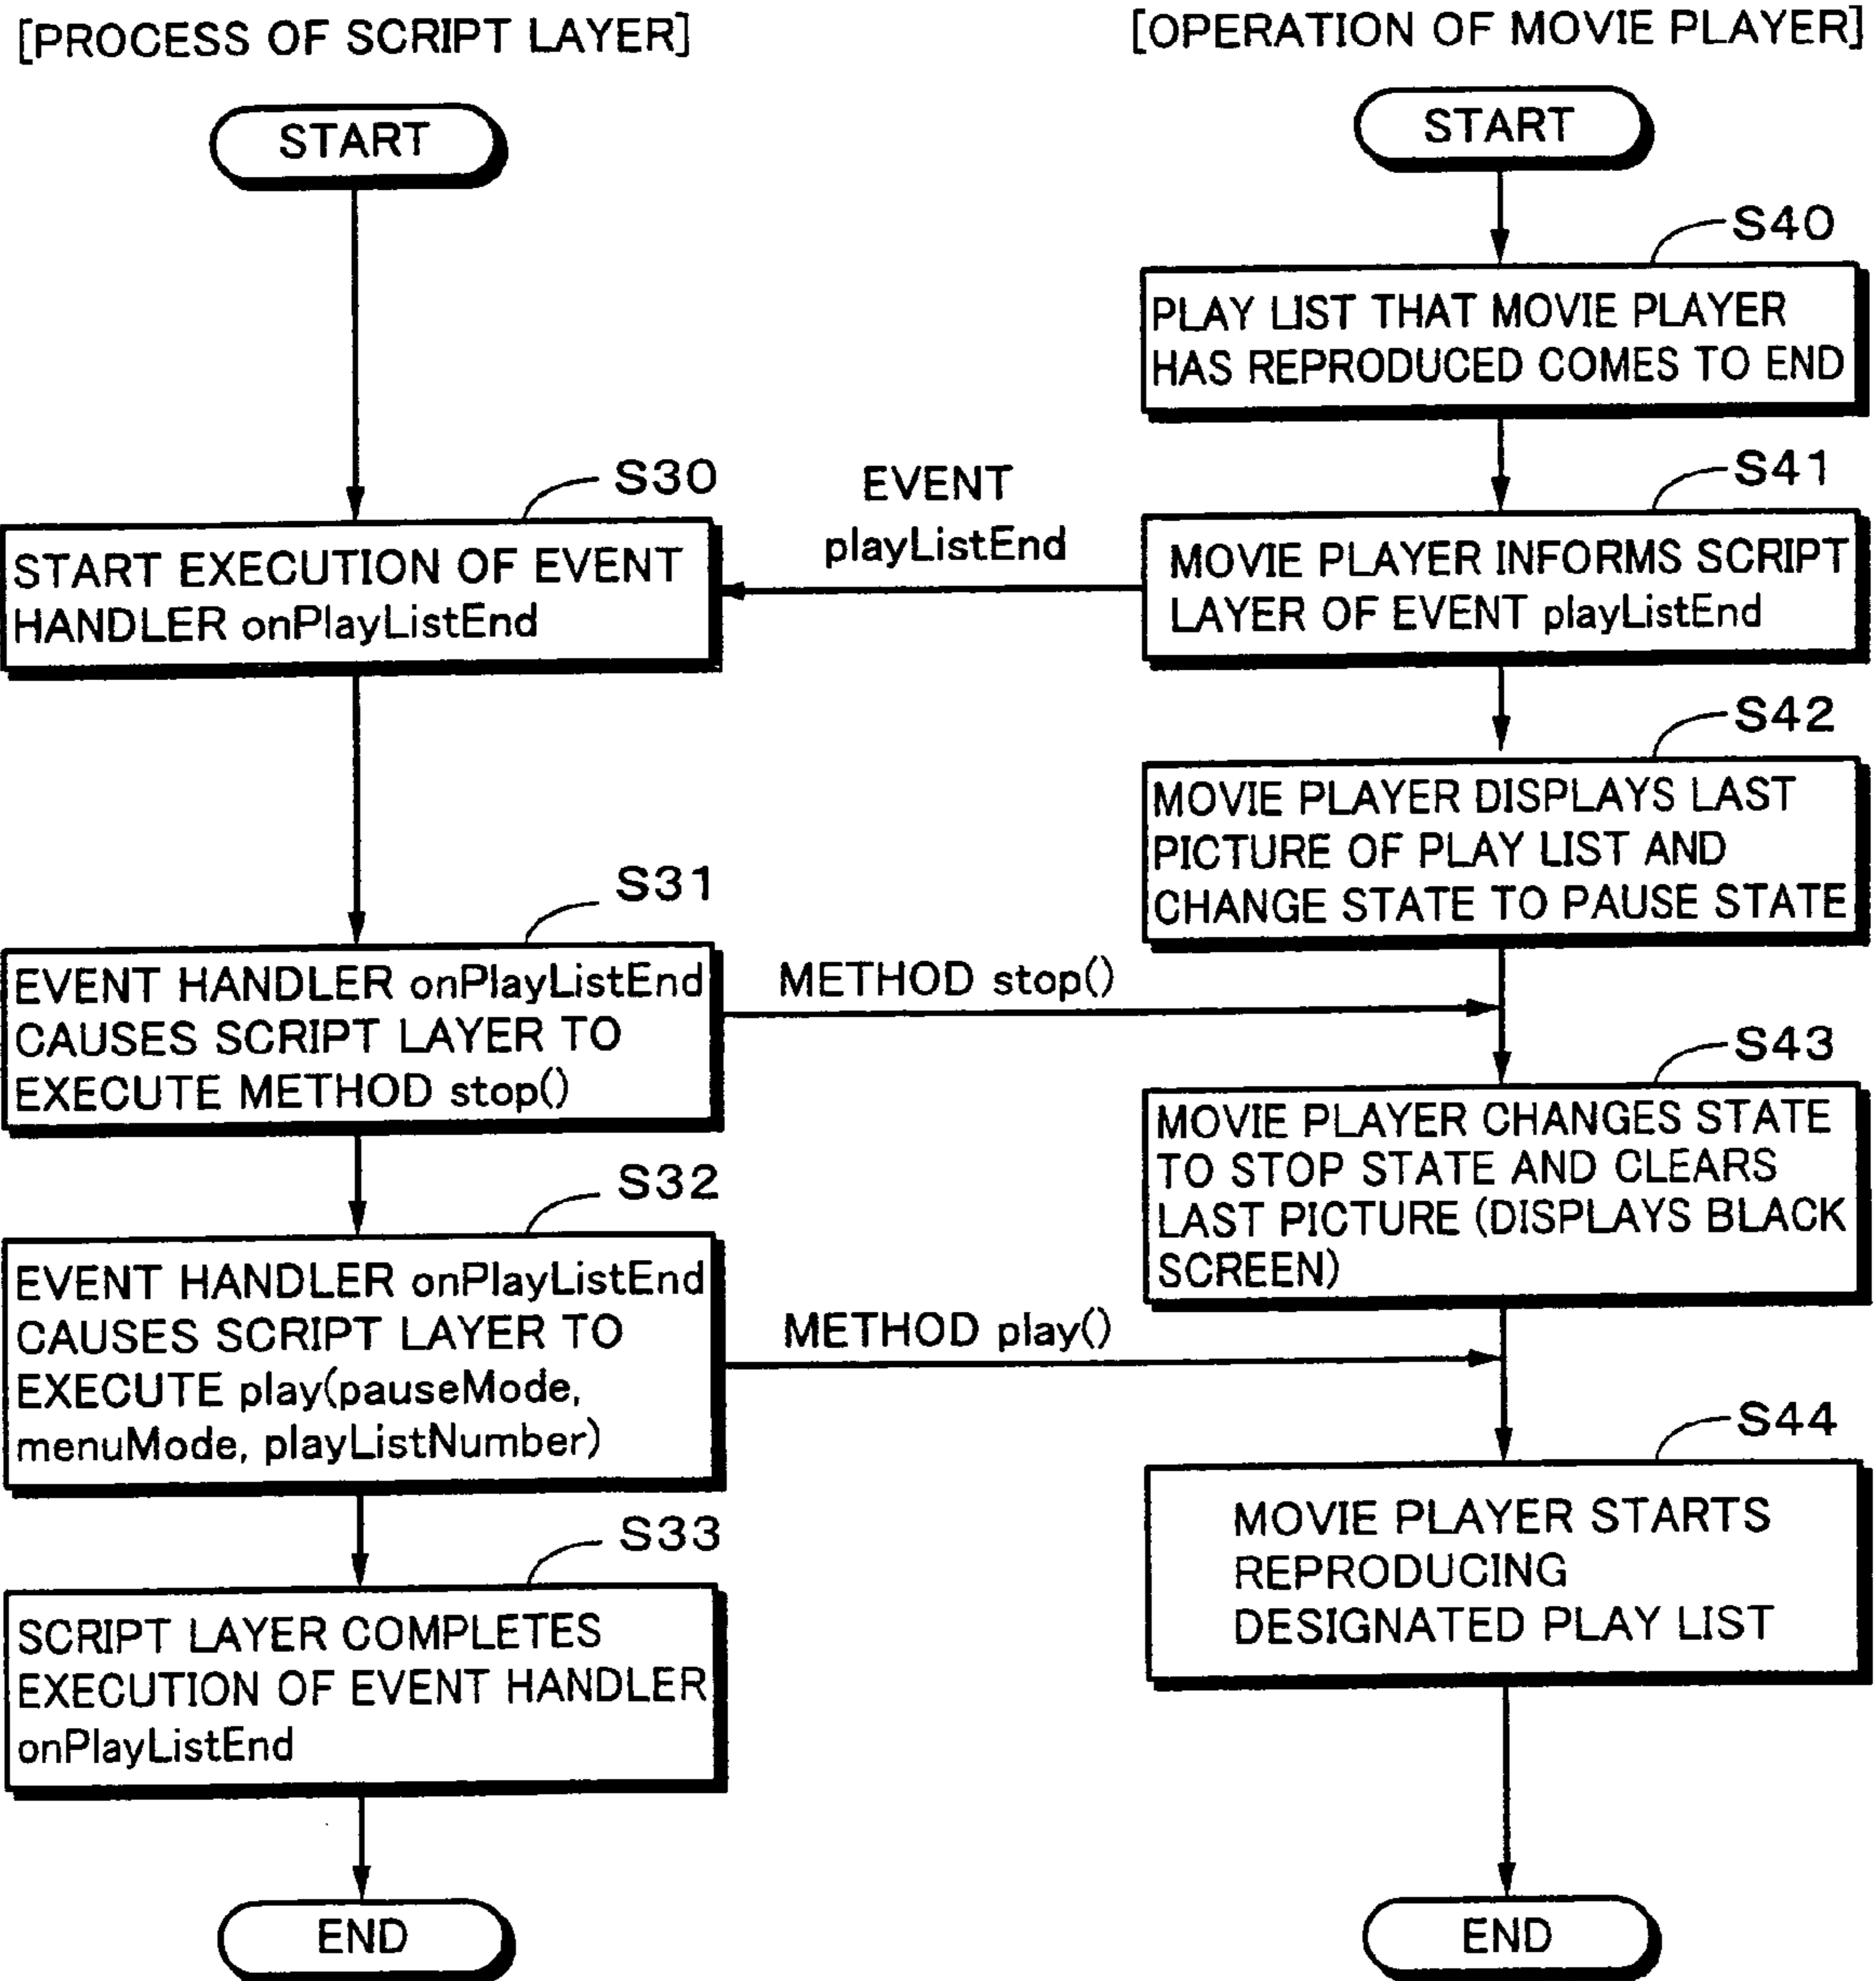 [PROCESS OF SCRIPT LAYER]
START
S30
START EXECUTION OF EVENT
HANDLER onPlayListEnd
S31
EVENT HANDLER onPlayListEnd
CAUSES SCRIPT LAYER TO
EXECUTE METHOD stop()
S32
EVENT HANDLER onPlayListEnd
CAUSES SCRIPT LAYER TO
EXECUTE play(pauseMode,
menuMode, playListNumber)
S33
SCRIPT LAYER COMPLETES
EXECUTION OF EVENT HANDLER
onPlayListEnd
END
EVENT
playListEnd
METHOD stop()
METHOD play()
[OPERATION OF MOVIE PLAYER]
START
S40
PLAY LIST THAT MOVIE PLAYER
HAS REPRODUCED COMES TO END
S41
MOVIE PLAYER INFORMS SCRIPT
LAYER OF EVENT playListEnd
S42
MOVIE PLAYER DISPLAYS LAST
PICTURE OF PLAY LIST AND
CHANGE STATE TO PAUSE STATE
S43
MOVIE PLAYER CHANGES STATE
TO STOP STATE AND CLEARS
LAST PICTURE (DISPLAYS BLACK
SCREEN)
S44
MOVIE PLAYER STARTS
REPRODUCING
DESIGNATED PLAY LIST
END